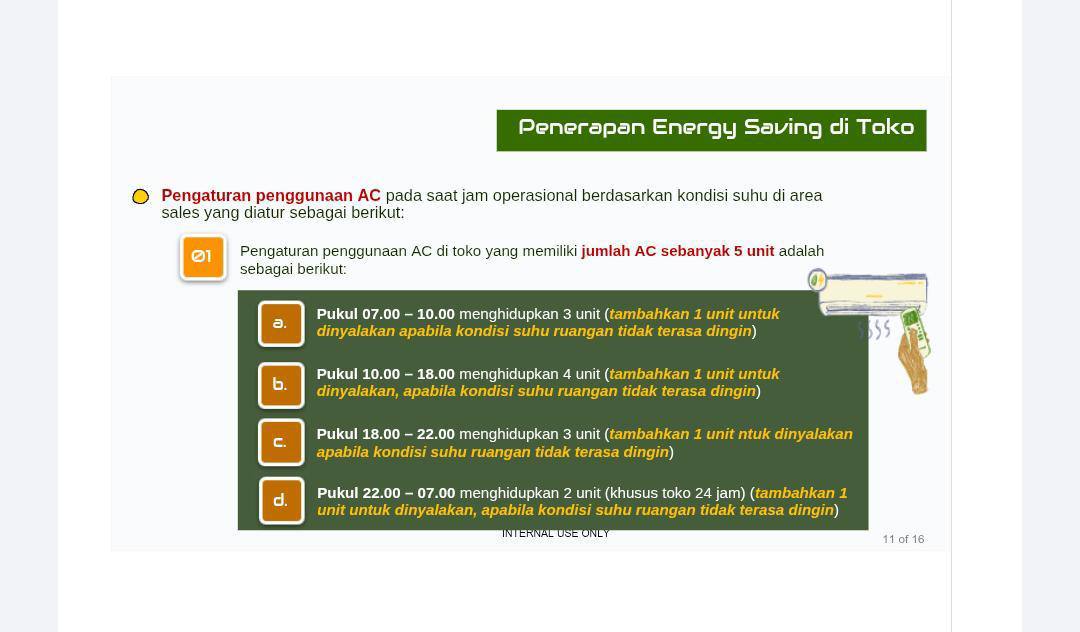 Penerapan Energy Saving di Toko
Pengaturan penggunaan AC pada saat jam operasional berdasarkan kondisi suhu di area
sales yang diatur sebagai berikut:
01
Pengaturan penggunaan AC di toko yang memiliki jumlah AC sebanyak 5 unit adalah
sebagai berikut:
a.
Pukul 07.00 – 10.00 menghidupkan 3 unit (tambahkan 1 unit untuk
dinyalakan apabila kondisi suhu ruangan tidak terasa dingin)
b.
Pukul 10.00 – 18.00 menghidupkan 4 unit (tambahkan 1 unit untuk
dinyalakan, apabila kondisi suhu ruangan tidak terasa dingin)
c.
Pukul 18.00 – 22.00 menghidupkan 3 unit (tambahkan 1 unit ntuk dinyalakan
apabila kondisi suhu ruangan tidak terasa dingin)
d.
Pukul 22.00 – 07.00 menghidupkan 2 unit (khusus toko 24 jam) (tambahkan 1
unit untuk dinyalakan, apabila kondisi suhu ruangan tidak terasa dingin)
INTERNAL USE ONLY
11 of 16